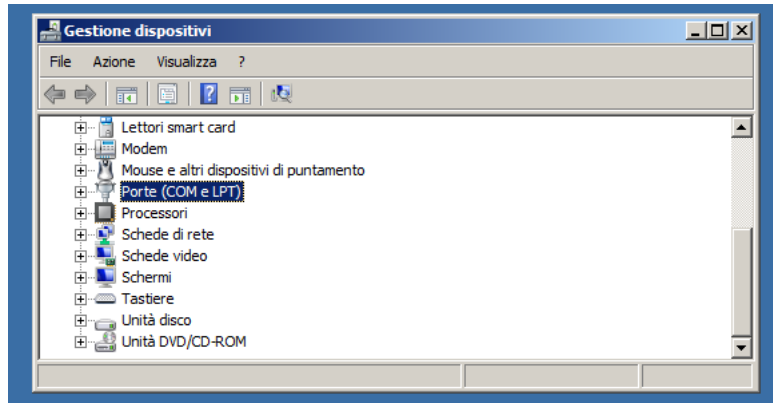 Gestione dispositivi
File Azione Visualizza ?
?
Lettori smart card
Modem
Mouse e altri dispositivi di puntamento
Porte (COM e LPT)
Processori
Schede di rete
Schede video
Schermi
Tastiere
Unità disco
Unità DVD/CD-ROM